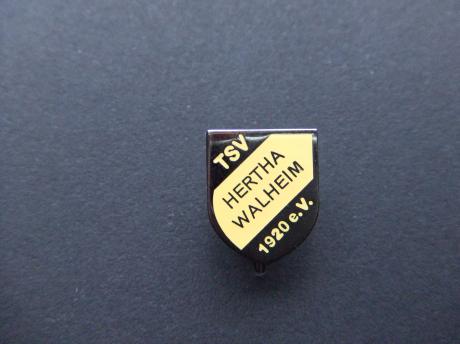 TSV
HERTHA
WALHEIM
1920 e.V.